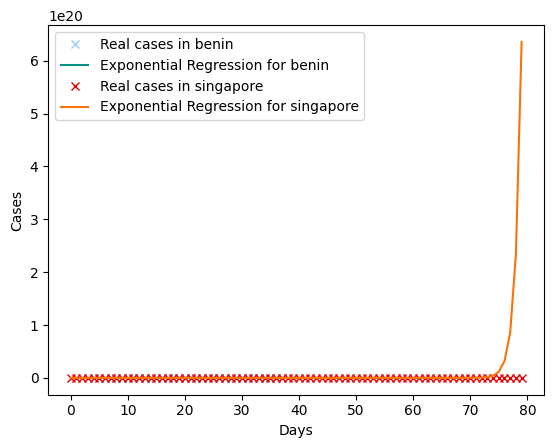 1e20
6
5
4
3
2
1
0
Cases
Real cases in benin
Exponential Regression for benin
Real cases in singapore
Exponential Regression for singapore
0 10 20 30 40 50 60 70 80
Days